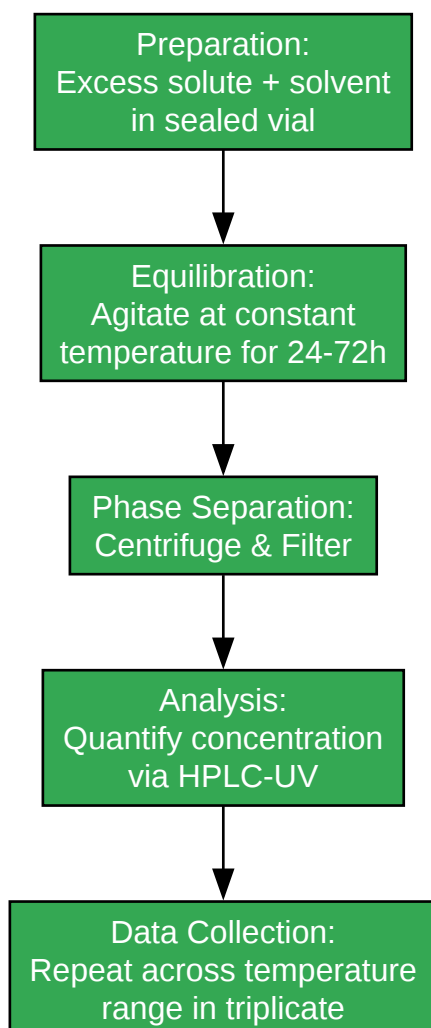 Preparation:
Excess solute + solvent
in sealed vial
Equilibration:
Agitate at constant
temperature for 24-72h
Phase Separation:
Centrifuge & Filter
Analysis:
Quantify concentration
via HPLC-UV
Data Collection:
Repeat across temperature
range in triplicate